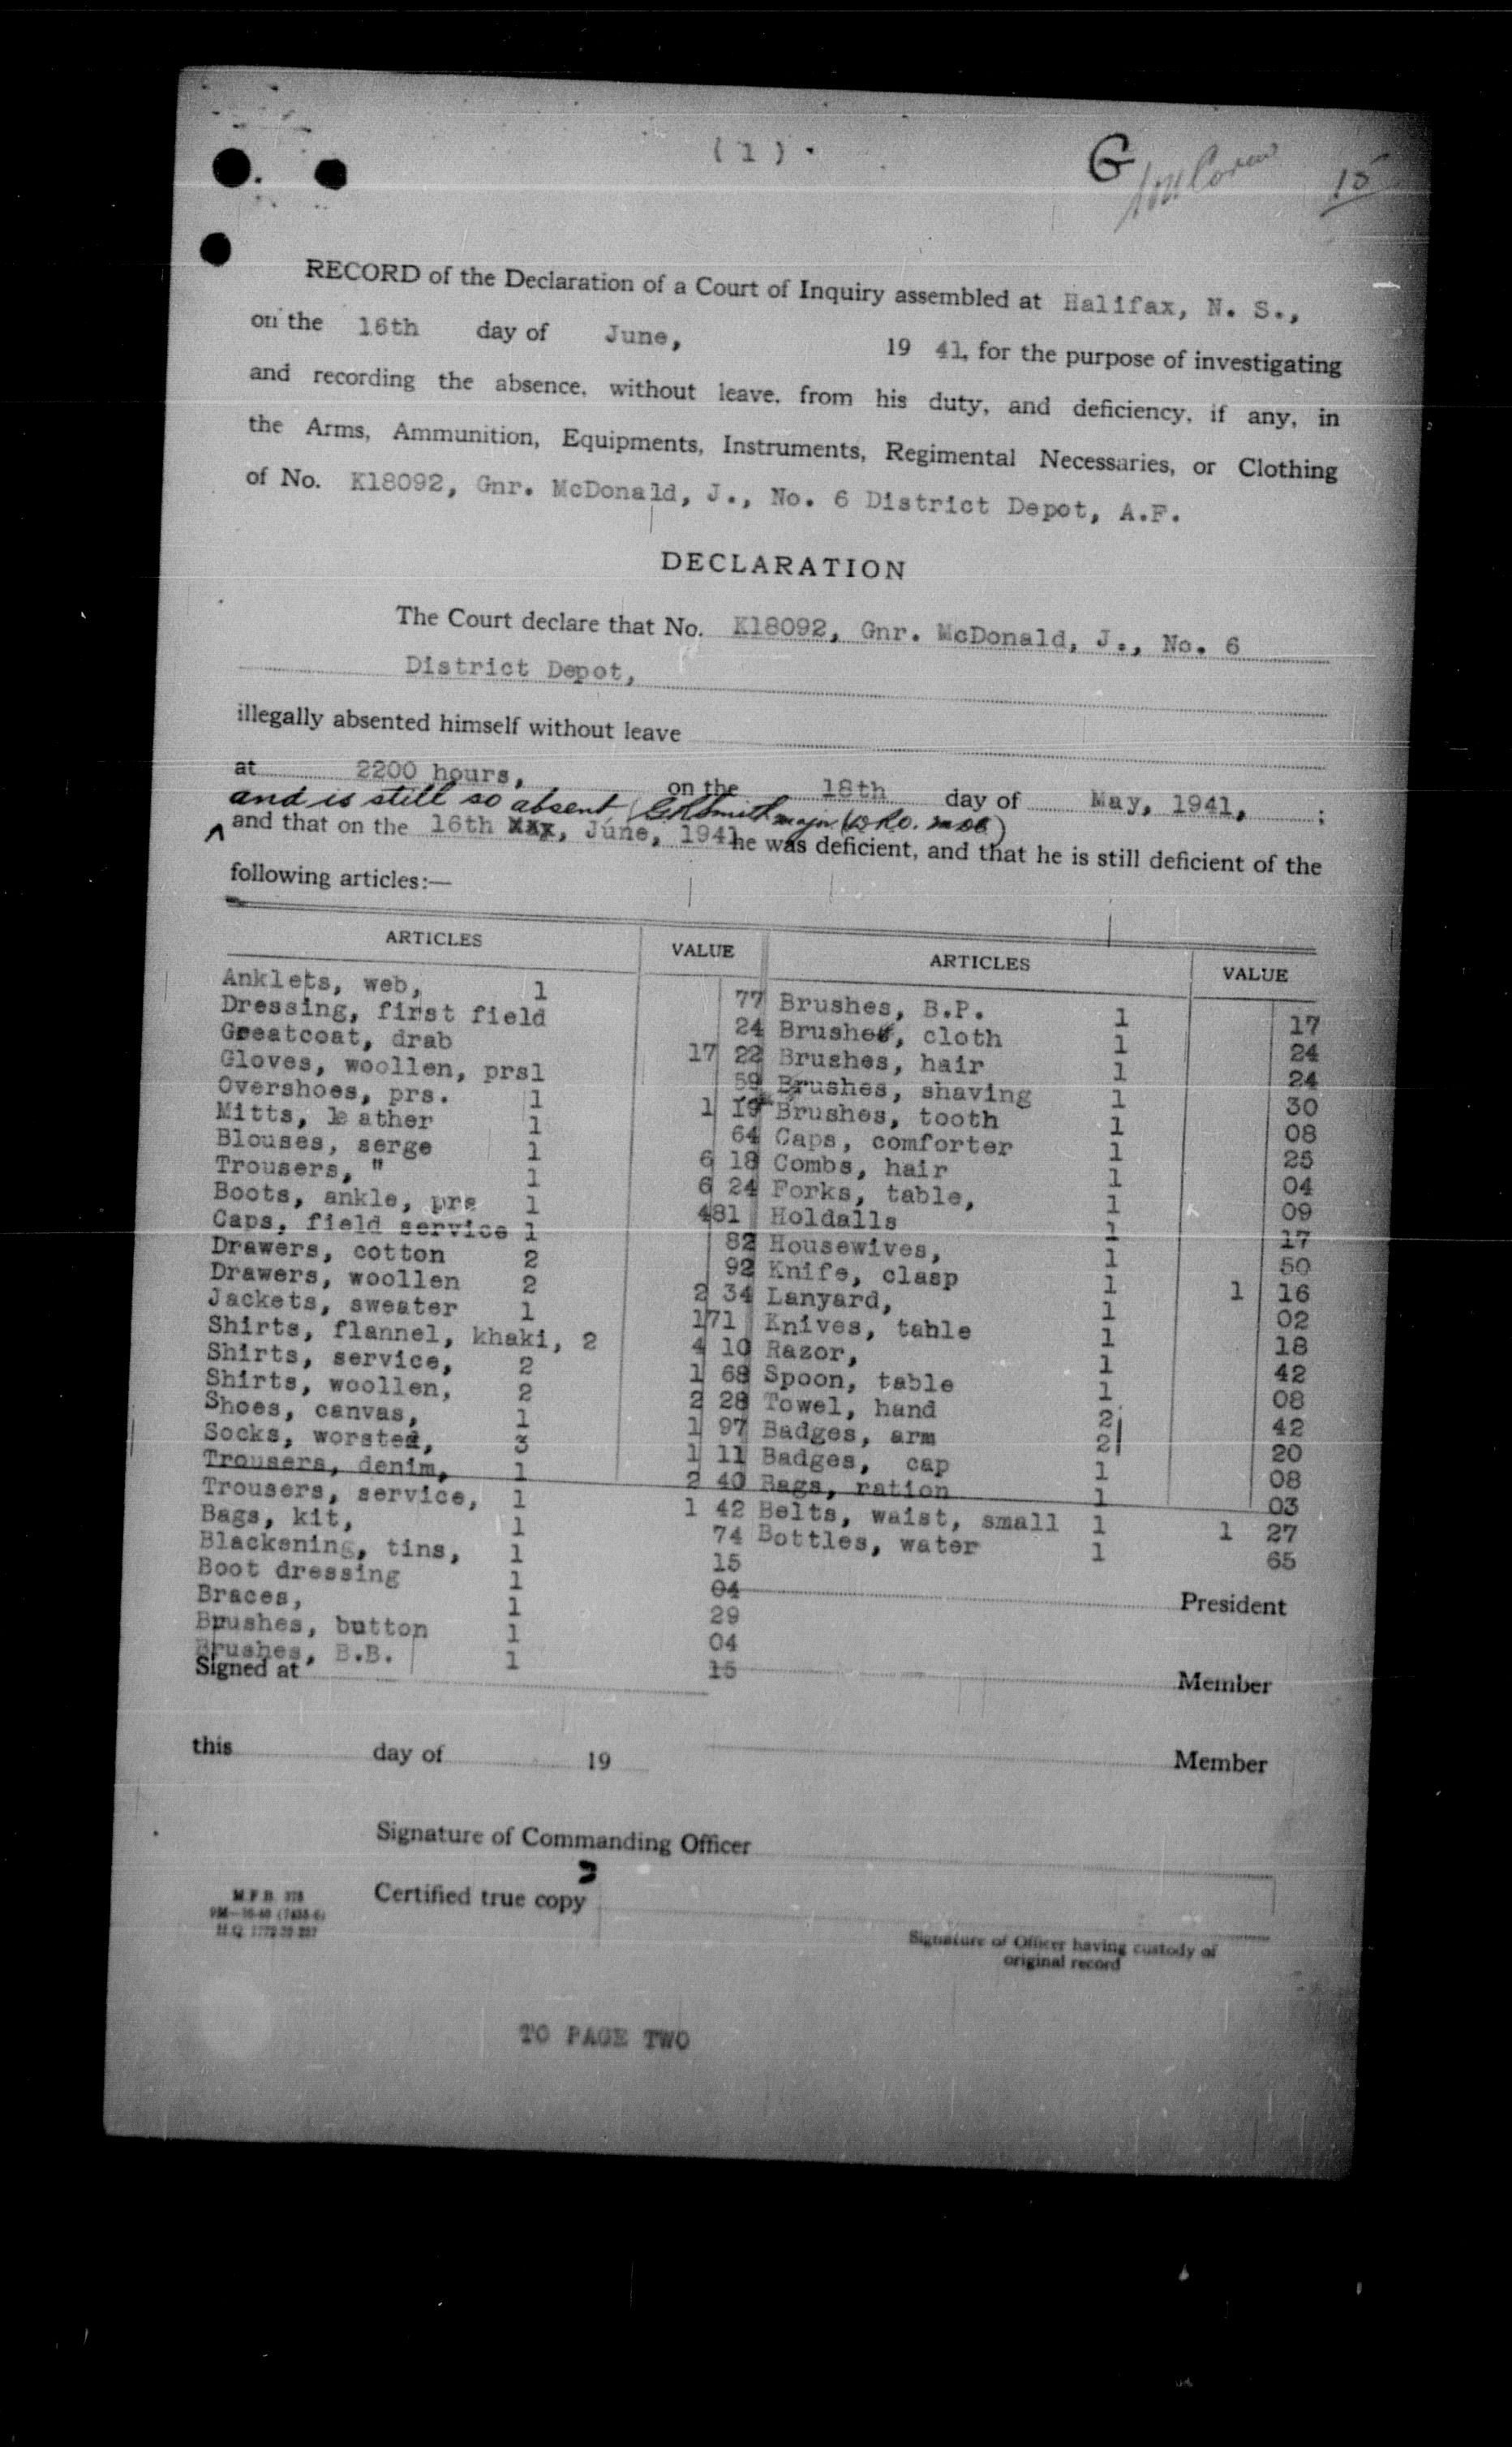 ( 1 ) .
G
15
RECORD of the Declaration of a Court of Inquiry assembled at Halifax, N. S.,
on the 16th day of June, 19 41, for the purpose of investigating
and recording the absence, without leave, from his duty, and deficiency, if any, in
the Arms, Ammunition, Equipments, Instruments, Regimental Necessaries, or Clothing
of No. K18092, Gnr. McDonald, J., No. 6 District Depot, A.F.
DECLARATION
The Court declare that No. K18092, Gnr. McDonald, J., No. 6
District Depot,
illegally absented himself without leave
at 2200 hours, on the 18th day of May, 1941, ;
and is still so absent (GRSmith major
and that on the 16th xxx, June, 1941 he was deficient, and that he is still deficient of the
following articles:—
ARTICLES VALUE ARTICLES VALUE
Anklets, web, 1 77 Brushes, B.P. 1 17
Dressing, first field 24 Brushes, cloth 1 24
Greatcoat, drab 17 22 Brushes, hair 1 24
Gloves, woollen, prs1 59 Brushes, shaving 1 30
Overshoes, prs. 1 1 19 Brushes, tooth 1 08
Mitts, le ather 1 64 Caps, comforter 1 25
Blouses, serge 1 6 18 Combs, hair 1 04
Trousers, " 1 6 24 Forks, table, 1 09
Boots, ankle, prs 1 481 Holdalls 1 17
Caps, field service 1 82 Housewives, 1 50
Drawers, cotton 2 92 Knife, clasp 1 1 16
Drawers, woollen 2 2 34 Lanyard, 1 02
Jackets, sweater 1 171 Knives, table 1 18
Shirts, flannel, khaki, 2 4 10 Razor, 1 42
Shirts, service, 2 1 68 Spoon, table 1 08
Shirts, woollen, 2 2 28 Towel, hand 2 42
Shoes, canvas, 1 1 97 Badges, arm 2 20
Socks, worsted, 3 1 11 Badges, cap 1 08
Trousers, denim, 1 2 40 Bags, ration 1 03
Trousers, service, 1 1 42 Belts, waist, small 1 1 27
Bags, kit, 1 74 Bottles, water 1 65
Blacksning, tins, 1 15
Boot dressing 1 04 President
Braces, 1 29
Brushes, button 1 04
Brushes, B.B. 1 15
Signed at Member
this day of 19 Member
Signature of Commanding Officer
Certified true copy
M.F.B. 378
Signature of Officer having custody of
original record
TO PAGE TWO